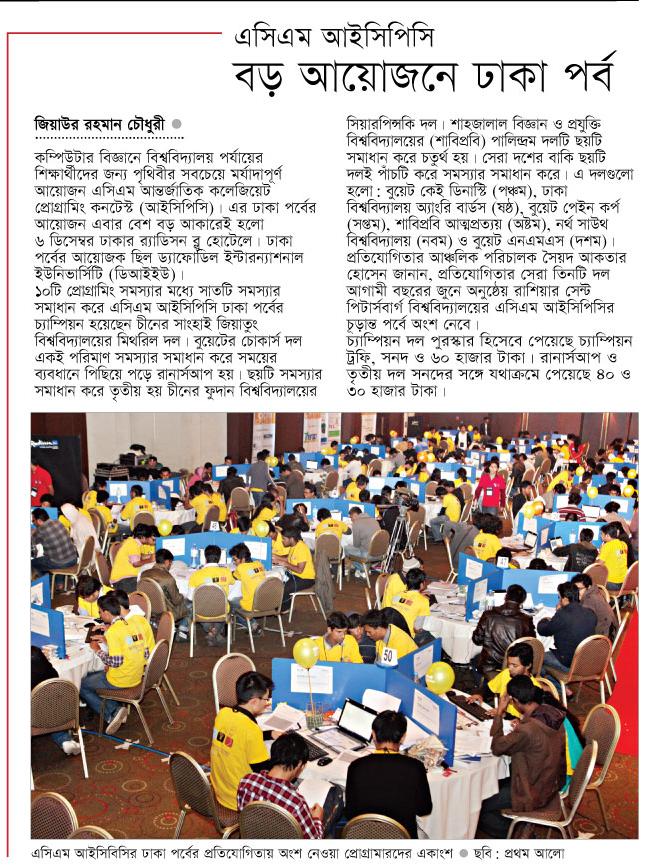 এসিএম আইসিপিসি
বড় আয়োজনে ঢাকা পর্ব
জিয়াউর রহমান চৌধুরী ●
কম্পিউটার বিজ্ঞানে বিশ্ববিদ্যালয় পর্যায়ের
শিক্ষার্থীদের জন্য পৃথিবীর সবচেয়ে মর্যাদাপূর্ণ
আয়োজন এসিএম আন্তর্জাতিক কলেজিয়েট
প্রোগ্রামিং কনটেস্ট (আইসিপিসি)। এর ঢাকা পর্বের
আয়োজন এবার বেশ বড় আকারেই হলো
৬ ডিসেম্বর ঢাকার র‍্যাডিসন ব্লু হোটেলে। ঢাকা
পর্বের আয়োজক ছিল ড্যাফোডিল ইন্টারন্যাশনাল
ইউনিভার্সিটি (ডিআইইউ)।
১০টি প্রোগ্রামিং সমস্যার মধ্যে সাতটি সমস্যার
সমাধান করে এসিএম আইসিপিসি ঢাকা পর্বের
চ্যাম্পিয়ন হয়েছেন চীনের সাংহাই জিয়াতুং
বিশ্ববিদ্যালয়ের মিথরিল দল। বুয়েটের চোকার্স দল
একই পরিমাণ সমস্যার সমাধান করে সময়ের
ব্যবধানে পিছিয়ে পড়ে রানার্সআপ হয়। ছয়টি সমস্যার
সমাধান করে তৃতীয় হয় চীনের ফুদান বিশ্ববিদ্যালয়ের
সিয়ারপিন্সকি দল। শাহজালাল বিজ্ঞান ও প্রযুক্তি
বিশ্ববিদ্যালয়ের (শাবিপ্রবি) পালিন্ড্রম দলটি ছয়টি
সমাধান করে চতুর্থ হয়। সেরা দশের বাকি ছয়টি
দলই পাঁচটি করে সমস্যার সমাধান করে। এ দলগুলো
হলো: বুয়েট কেই ডিনাস্টি (পঞ্চম), ঢাকা
বিশ্ববিদ্যালয় অ্যাংরি বার্ডস (ষষ্ঠ), বুয়েট পেইন কর্প
(সপ্তম), শাবিপ্রবি আত্মপ্রত্যয় (অষ্টম), নর্থ সাউথ
বিশ্ববিদ্যালয় (নবম) ও বুয়েট এনএমএস (দশম)।
প্রতিযোগিতার আঞ্চলিক পরিচালক সৈয়দ আকতার
হোসেন জানান, প্রতিযোগিতার সেরা তিনটি দল
আগামী বছরের জুনে অনুষ্ঠেয় রাশিয়ার সেন্ট
পিটার্সবার্গ বিশ্ববিদ্যালয়ের এসিএম আইসিপিসির
চূড়ান্ত পর্বে অংশ নেবে।
চ্যাম্পিয়ন দল পুরস্কার হিসেবে পেয়েছে চ্যাম্পিয়ন
ট্রফি, সনদ ও ৬০ হাজার টাকা। রানার্সআপ ও
তৃতীয় দল সনদের সঙ্গে যথাক্রমে পেয়েছে ৪০ ও
৩০ হাজার টাকা।
50
এসিএম আইসিবিসির ঢাকা পর্বের প্রতিযোগিতায় অংশ নেওয়া প্রোগ্রামারদের একাংশ ● ছবি: প্রথম আলো